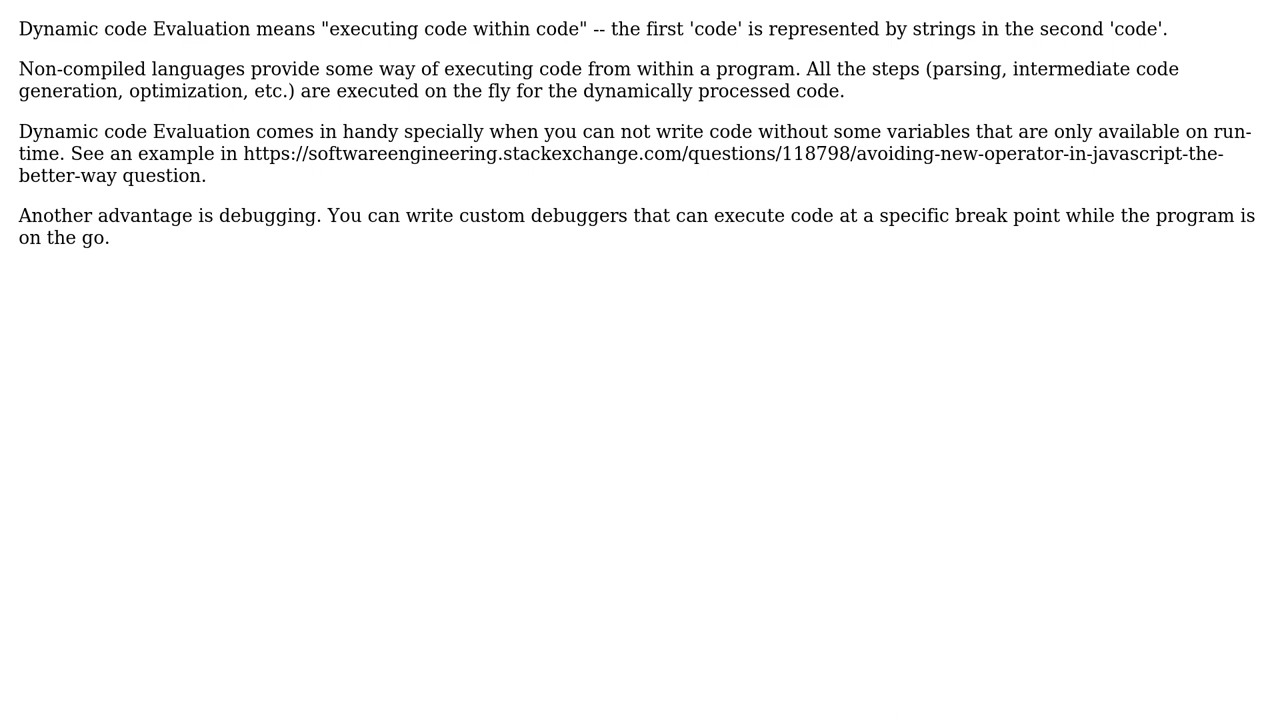 Dynamic code Evaluation means "executing code within code" -- the first 'code' is represented by strings in the second 'code'.
Non-compiled languages provide some way of executing code from within a program. All the steps (parsing, intermediate code
generation, optimization, etc.) are executed on the fly for the dynamically processed code.
Dynamic code Evaluation comes in handy specially when you can not write code without some variables that are only available on run-
time. See an example in https://softwareengineering.stackexchange.com/questions/118798/avoiding-new-operator-in-javascript-the-
better-way question.
Another advantage is debugging. You can write custom debuggers that can execute code at a specific break point while the program is
on the go.